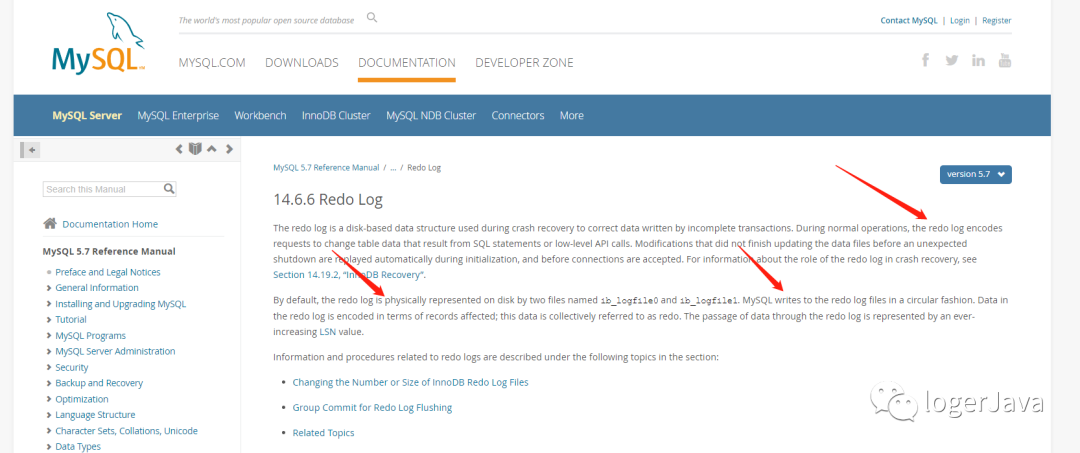 The world's most popular open source database
Contact MySQL | Login | Register
MySQL
MYSQL.COM DOWNLOADS DOCUMENTATION DEVELOPER ZONE
MySQL Server MySQL Enterprise Workbench InnoDB Cluster MySQL NDB Cluster Connectors More
Search this Manual
Documentation Home
MySQL 5.7 Reference Manual
Preface and Legal Notices
General Information
Installing and Upgrading MySQL
Tutorial
MySQL Programs
MySQL Server Administration
Security
Backup and Recovery
Optimization
Language Structure
Character Sets, Collations, Unicode
Data Types
MySQL 5.7 Reference Manual / ... / Redo Log
version 5.7
14.6.6 Redo Log
The redo log is a disk-based data structure used during crash recovery to correct data written by incomplete transactions. During normal operations, the redo log encodes
requests to change table data that result from SQL statements or low-level API calls. Modifications that did not finish updating the data files before an unexpected
shutdown are replayed automatically during initialization, and before connections are accepted. For information about the role of the redo log in crash recovery, see
Section 14.19.2, “InnoDB Recovery”.
By default, the redo log is physically represented on disk by two files named ib_logfile0 and ib_logfile1. MySQL writes to the redo log files in a circular fashion. Data in
the redo log is encoded in terms of records affected; this data is collectively referred to as redo. The passage of data through the redo log is represented by an ever-
increasing LSN value.
Information and procedures related to redo logs are described under the following topics in the section:
Changing the Number or Size of InnoDB Redo Log Files
Group Commit for Redo Log Flushing
Related Topics
logerJava